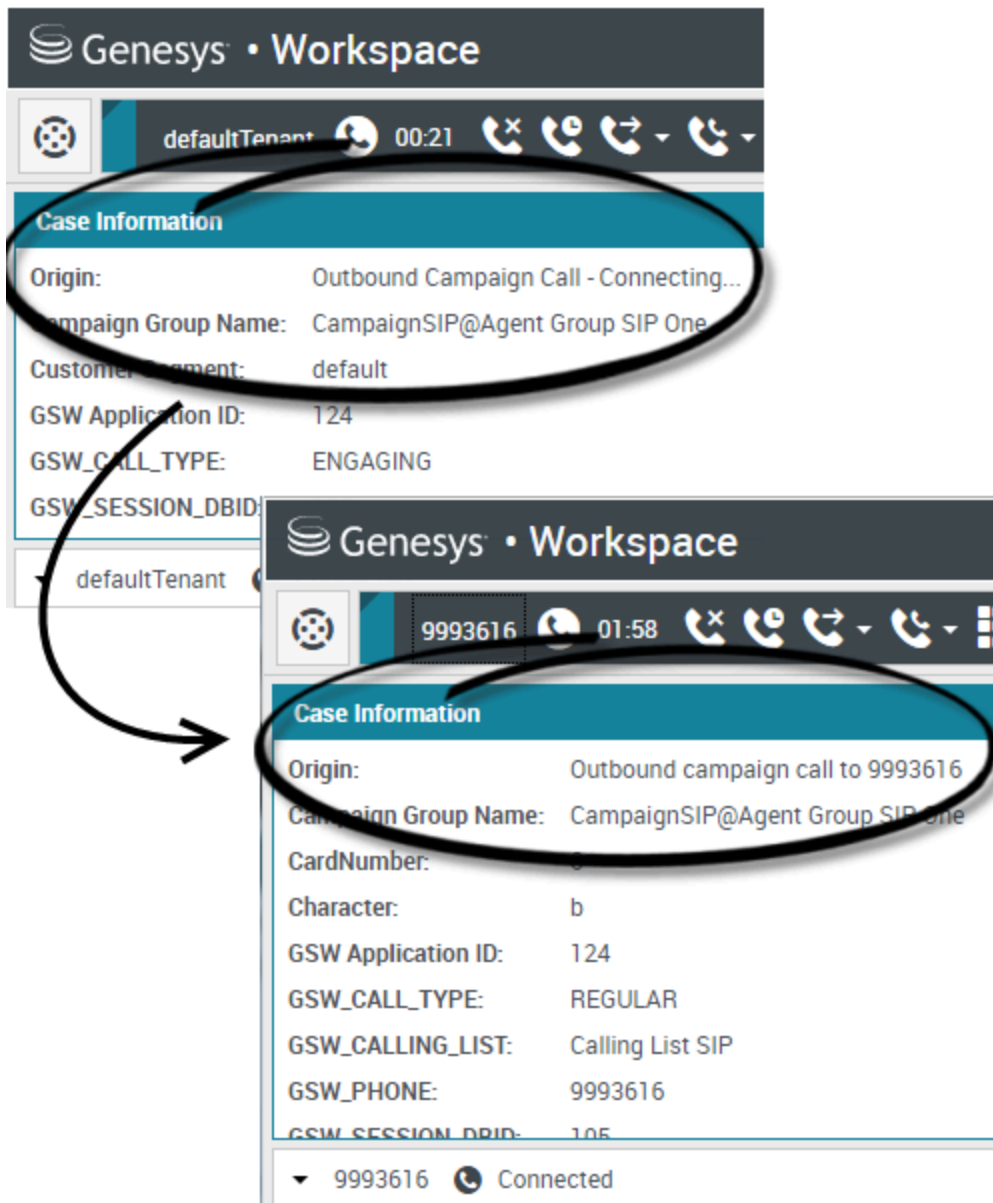 Genesys • Workspace
defaultTenant 00:21
Case Information
Origin: Outbound Campaign Call - Connecting...
Campaign Group Name: CampaignSIP@Agent Group SIP One
Customer Segment: default
GSW Application ID: 124
GSW_CALL_TYPE: ENGAGING
GSW_SESSION_DBID:
defaultTenant
Genesys • Workspace
9993616 01:58
Case Information
Origin: Outbound campaign call to 9993616
Campaign Group Name: CampaignSIP@Agent Group SIP One
CardNumber:
Character: b
GSW Application ID: 124
GSW_CALL_TYPE: REGULAR
GSW_CALLING_LIST: Calling List SIP
GSW_PHONE: 9993616
GSW_SESSION_DBID: 105
9993616 Connected